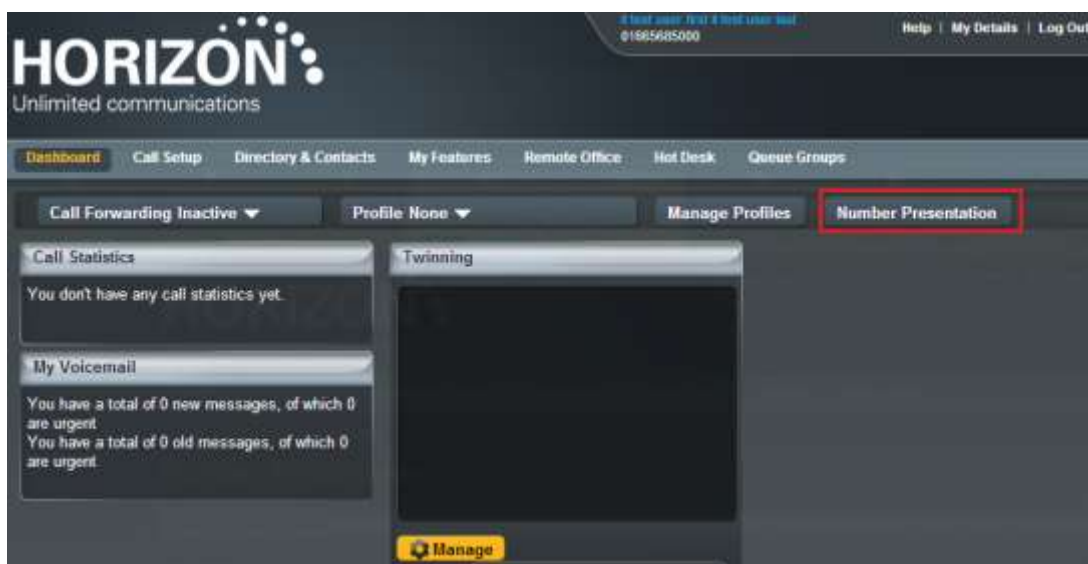 HORIZON
Unlimited communications
01865685000
Help | My Details | Log Out
Dashboard Call Setup Directory & Contacts My Features Remote Office Hot Desk Queue Groups
Call Forwarding Inactive Profile None Manage Profiles Number Presentation
Call Statistics
You don't have any call statistics yet.
My Voicemail
You have a total of 0 new messages, of which 0
are urgent
You have a total of 0 old messages, of which 0
are urgent
Twinning
Manage